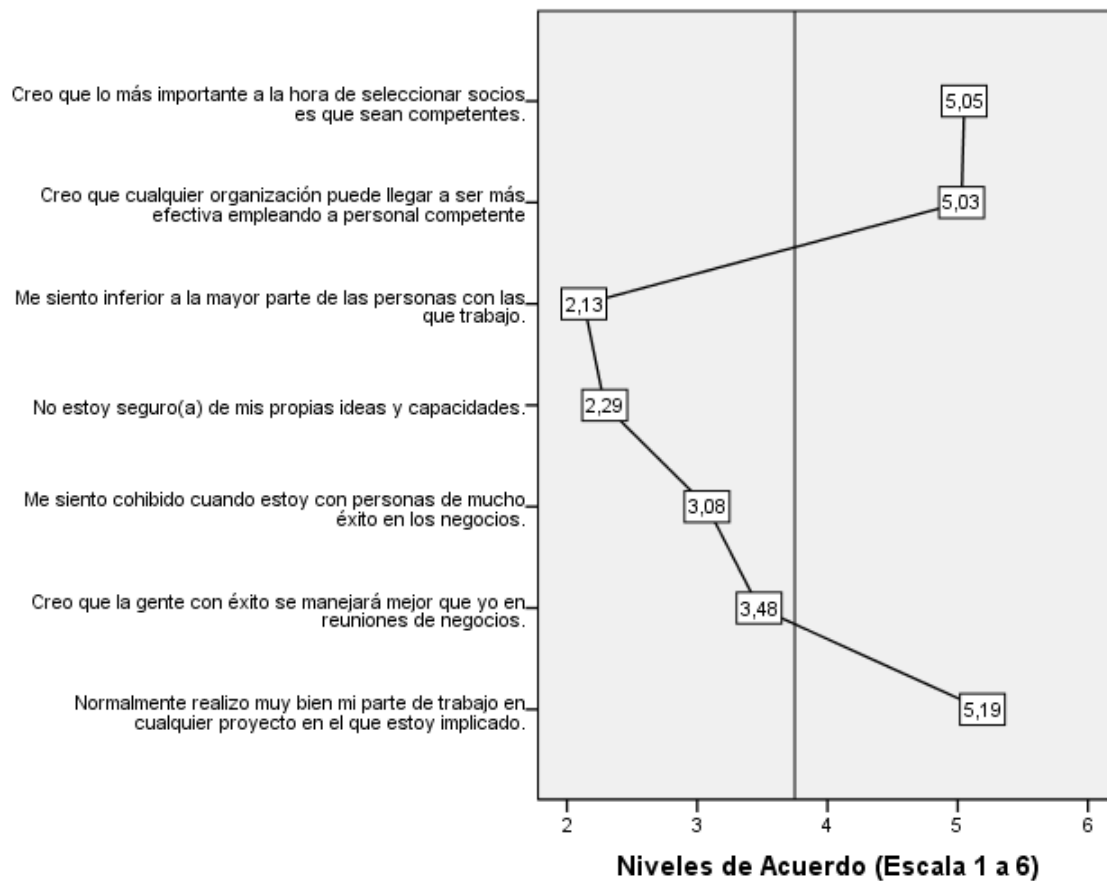 Creo que lo más importante a la hora de seleccionar socios
es que sean competentes.
5,05
Creo que cualquier organización puede llegar a ser más
efectiva empleando a personal competente
5,03
Me siento inferior a la mayor parte de las personas con las
que trabajo.
2,13
No estoy seguro(a) de mis propias ideas y capacidades.
2,29
Me siento cohibido cuando estoy con personas de mucho
éxito en los negocios.
3,08
Creo que la gente con éxito se manejará mejor que yo en
reuniones de negocios.
3,48
Normalmente realizo muy bien mi parte de trabajo en
cualquier proyecto en el que estoy implicado.
5,19
2 3 4 5 6
Niveles de Acuerdo (Escala 1 a 6)